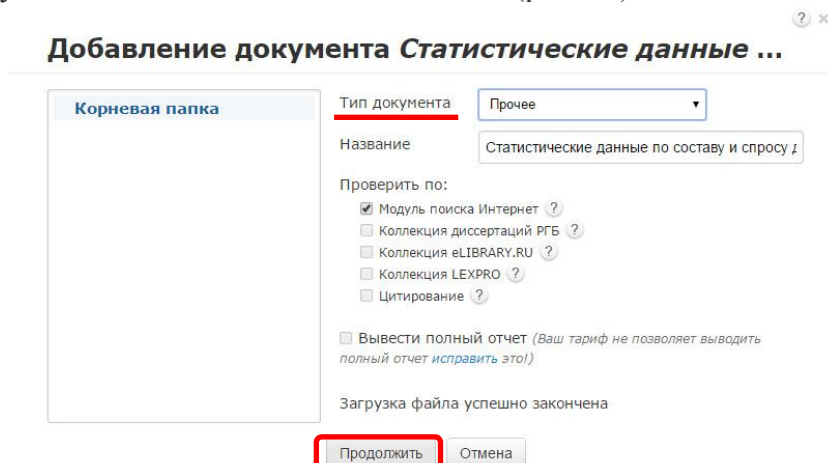 Добавление документа Статистические данные ...
Корневая папка
Тип документа
Прочее
Название
Статистические данные по составу и спросу д
Проверить по:
Модуль поиска Интернет ?
Коллекция диссертаций РГБ ?
Коллекция eLIBRARY.RU ?
Коллекция LEXPRO ?
Цитирование ?
Вывести полный отчет (Ваш тариф не позволяет выводить
полный отчет исправить это!)
Загрузка файла успешно закончена
Продолжить
Отмена